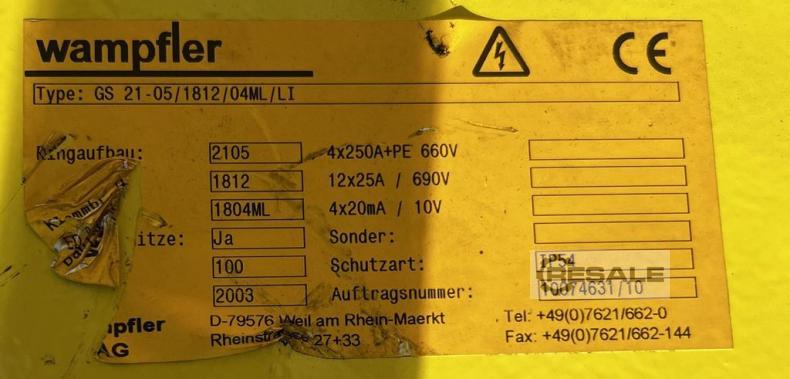 wampfler
CE
Type: GS 21-05/1812/04ML/LI
Ringaufbau: 2105 4x250A+PE 660V
1812 12x25A / 690V
1804ML 4x20mA / 10V
itze: Ja Sonder:
100 Schutzart: IP54
RESALE
2003 Auftragsnummer: 10074631/10
mpfler D-79576 Weil am Rhein-Maerkt Tel: +49(0)7621/662-0
AG 27+33 Fax: +49(0)7621/662-144